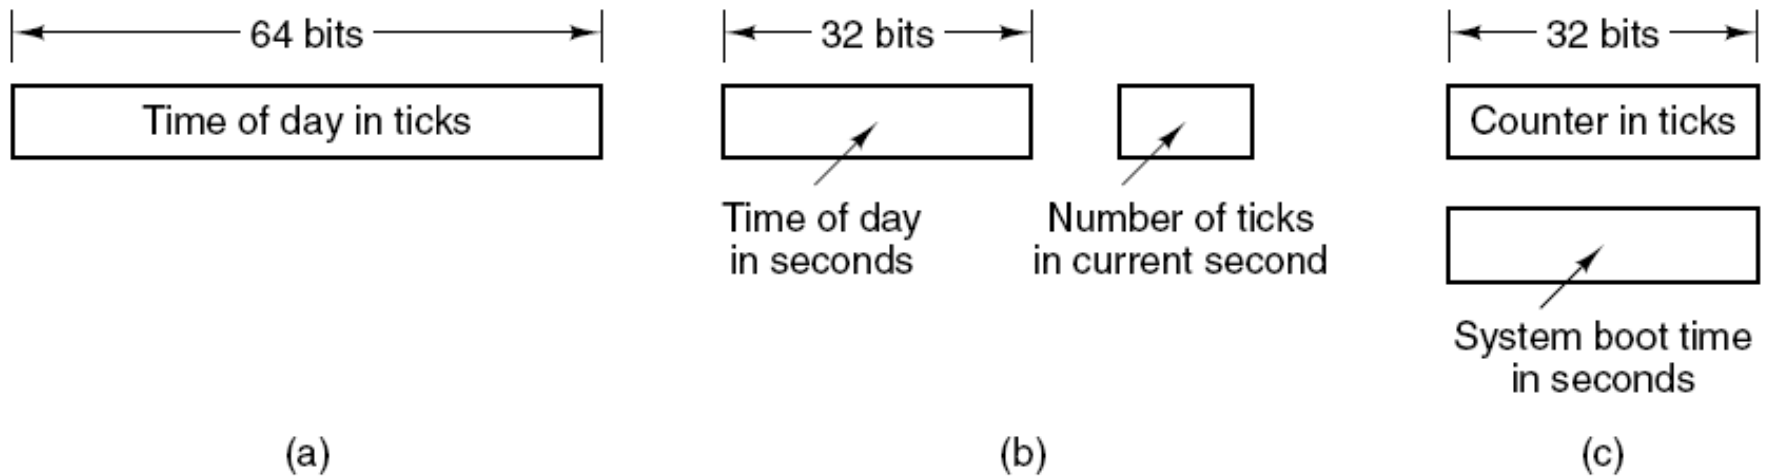 64 bits
Time of day in ticks
(a)
32 bits
Time of day
in seconds
Number of ticks
in current second
(b)
32 bits
Counter in ticks
System boot time
in seconds
(c)